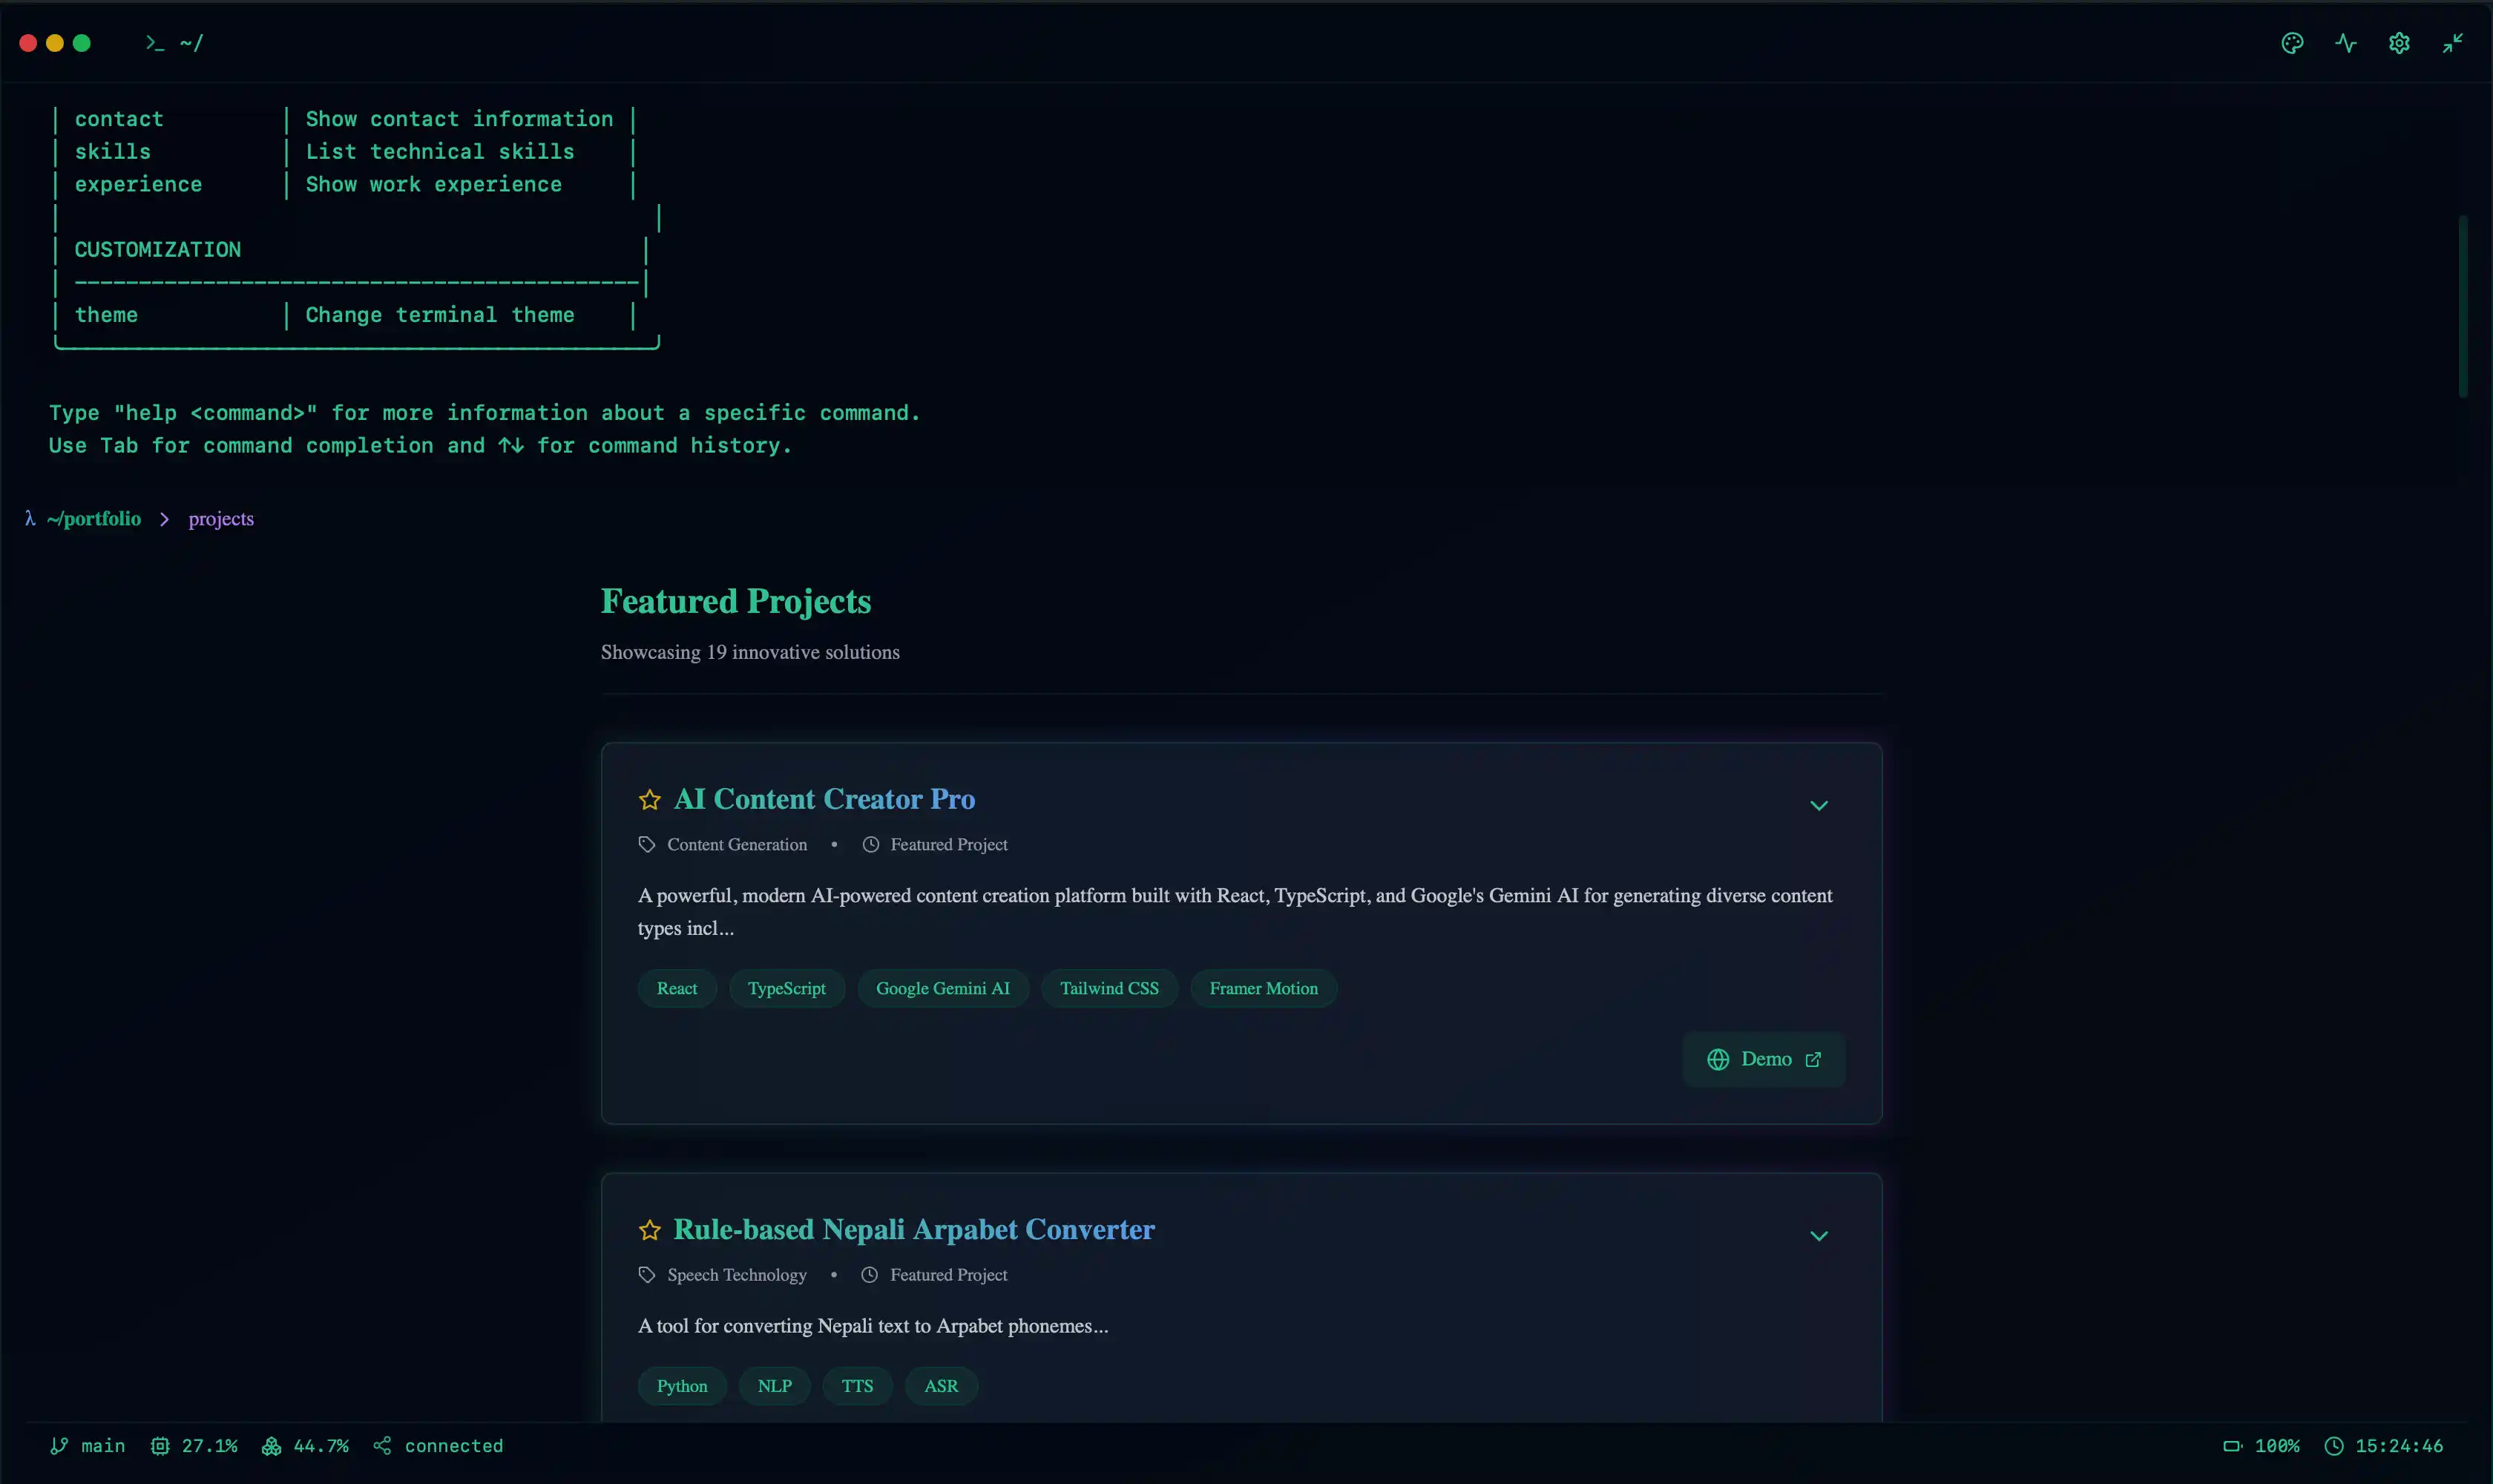 >_ ~/
| contact | Show contact information |
| skills | List technical skills |
| experience | Show work experience |
| |
| CUSTOMIZATION |
| --------------------------------------------|
| theme | Change terminal theme |
Type "help <command>" for more information about a specific command.
Use Tab for command completion and ↑↓ for command history.
λ ~/portfolio > projects
Featured Projects
Showcasing 19 innovative solutions
AI Content Creator Pro
Content Generation • Featured Project
A powerful, modern AI-powered content creation platform built with React, TypeScript, and Google's Gemini AI for generating diverse content
types incl...
React TypeScript Google Gemini AI Tailwind CSS Framer Motion
Demo
Rule-based Nepali Arpabet Converter
Speech Technology • Featured Project
A tool for converting Nepali text to Arpabet phonemes...
Python NLP TTS ASR
main 27.1% 44.7% connected 100% 15:24:46